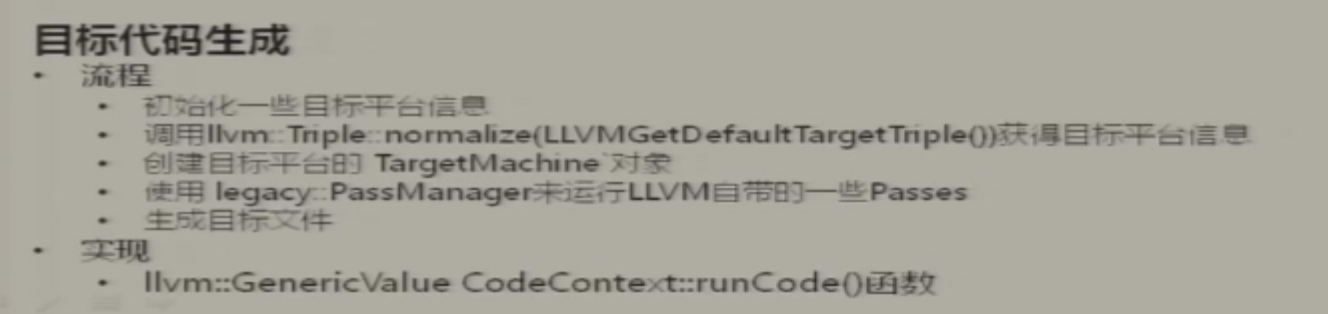 目标代码生成
• 流程
• 初始化一些目标平台信息
• 调用llvm::Triple::normalize(LLVMGetDefaultTargetTriple())获得目标平台信息
• 创建目标平台的`TargetMachine`对象
• 使用 legacy::PassManager来运行LLVM自带的一些Passes
• 生成目标文件
• 实现
• llvm::GenericValue CodeContext::runCode()函数